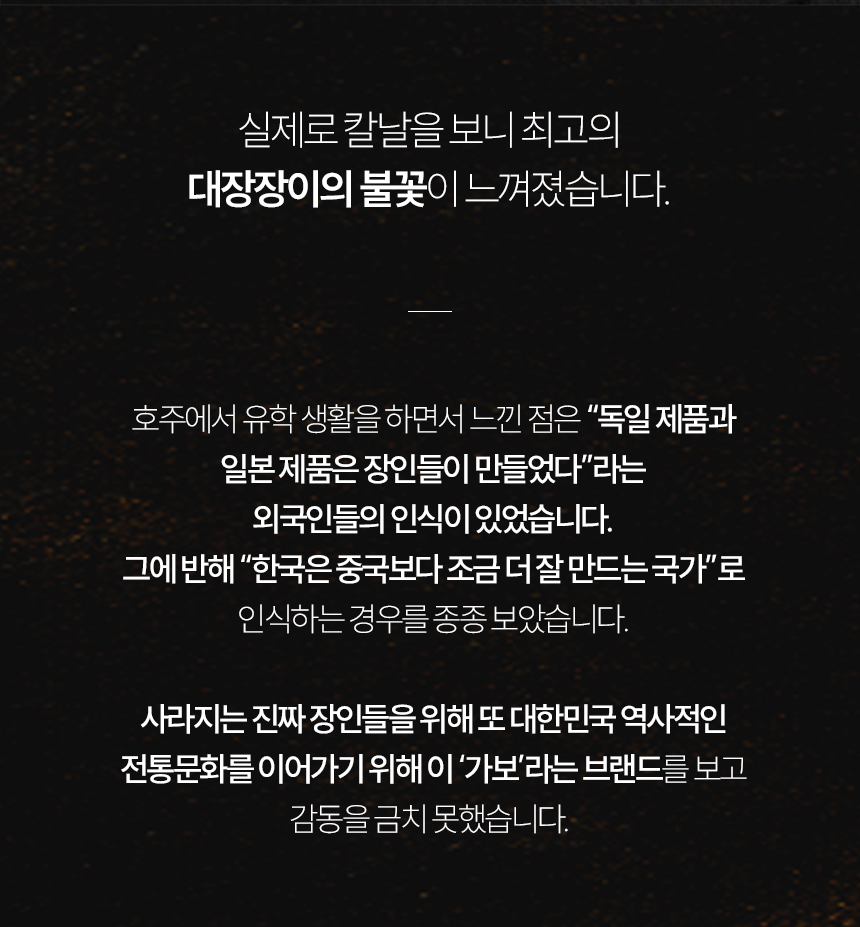 실제로 칼날을 보니 최고의
대장장이의 불꽃이 느껴졌습니다.
호주에서 유학 생활을 하면서 느낀 점은 “독일 제품과
일본 제품은 장인들이 만들었다”라는
외국인들의 인식이 있었습니다.
그에 반해 “한국은 중국보다 조금 더 잘 만드는 국가”로
인식하는 경우를 종종 보았습니다.
사라지는 진짜 장인들을 위해 또 대한민국 역사적인
전통문화를 이어가기 위해 이 ‘가보’라는 브랜드를 보고
감동을 금치 못했습니다.